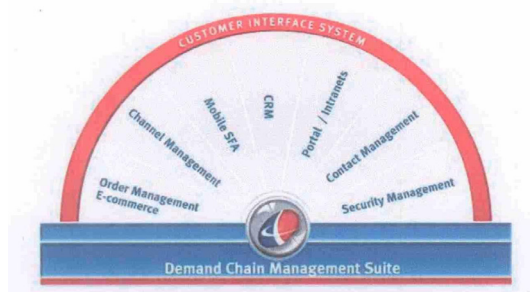 CUSTOMER INTERFACE SYSTEM
Order Management
E-commerce
Channel Management
Mobile SFA
CRM
Portal / Intranets
Contact Management
Security Management
Demand Chain Management Suite